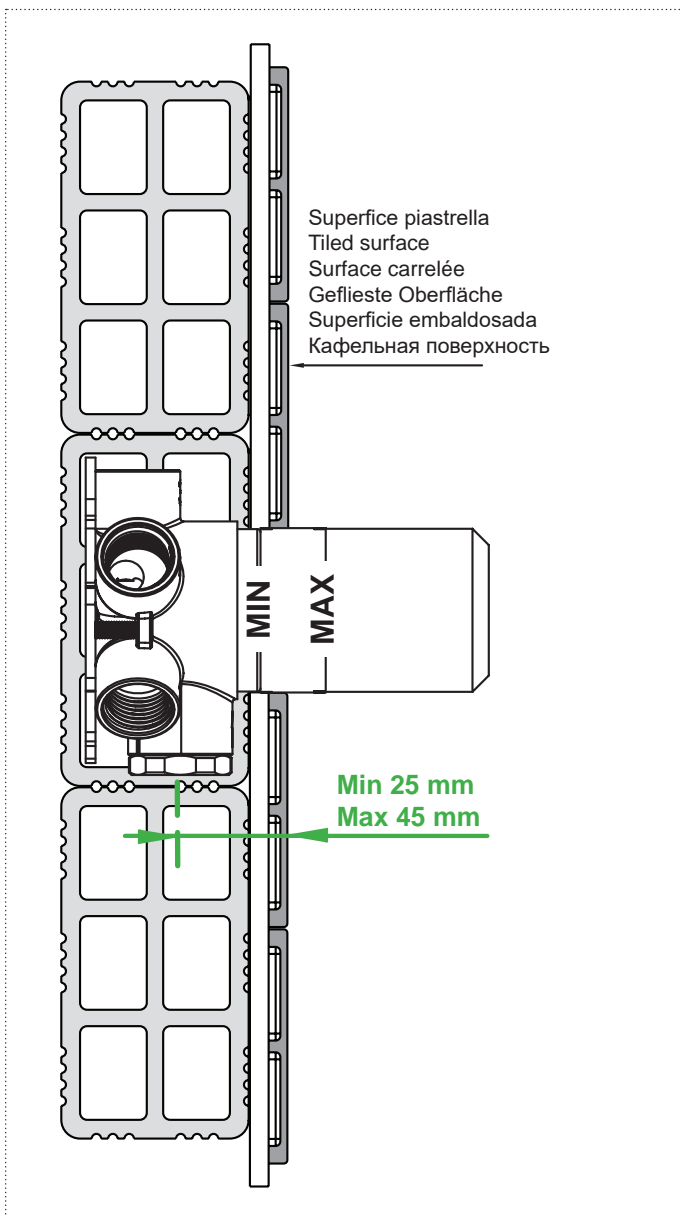 Superfice piastrella
Tiled surface
Surface carrelée
Geflieste Oberfläche
Superficie embaldosada
Кафельная поверхность
MIN
MAX
Min 25 mm
Max 45 mm